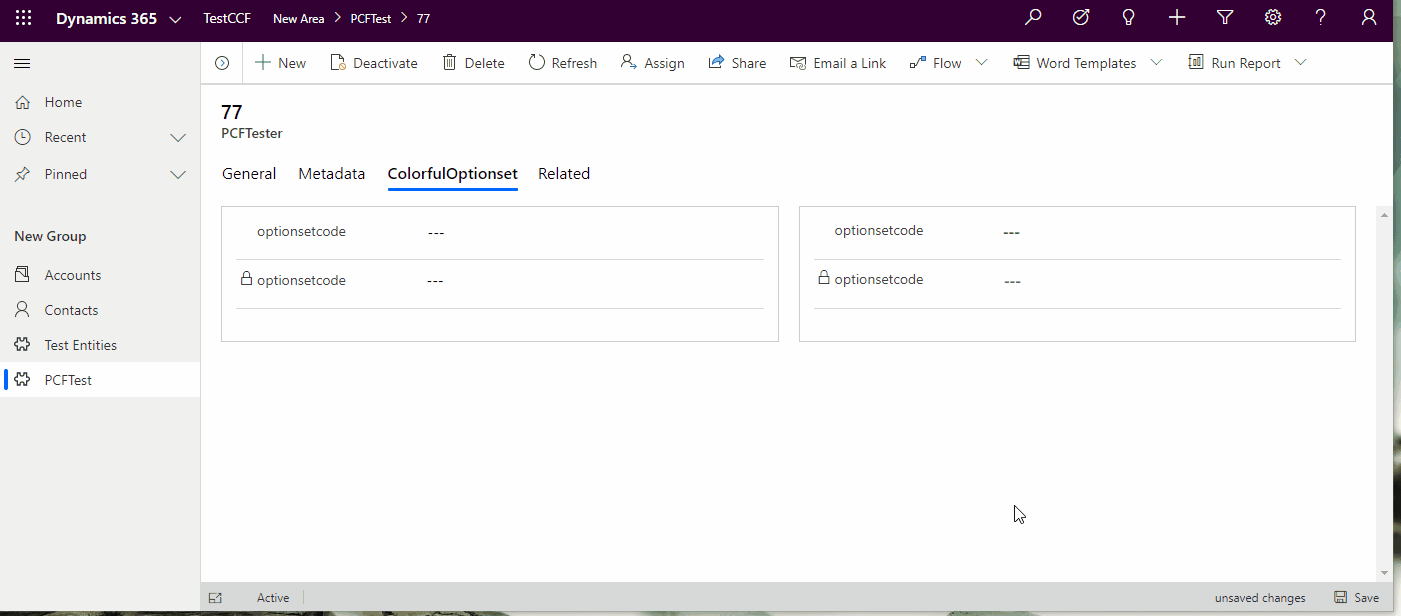 Dynamics 365 TestCCF New Area PCFTest 77
New Deactivate Delete Refresh Assign Share Email a Link Flow Word Templates Run Report
Home
Recent
Pinned
New Group
Accounts
Contacts
Test Entities
PCFTest
77
PCFTester
General Metadata ColorfulOptionset Related
optionsetcode ---
optionsetcode ---
optionsetcode ---
optionsetcode ---
Active unsaved changes Save